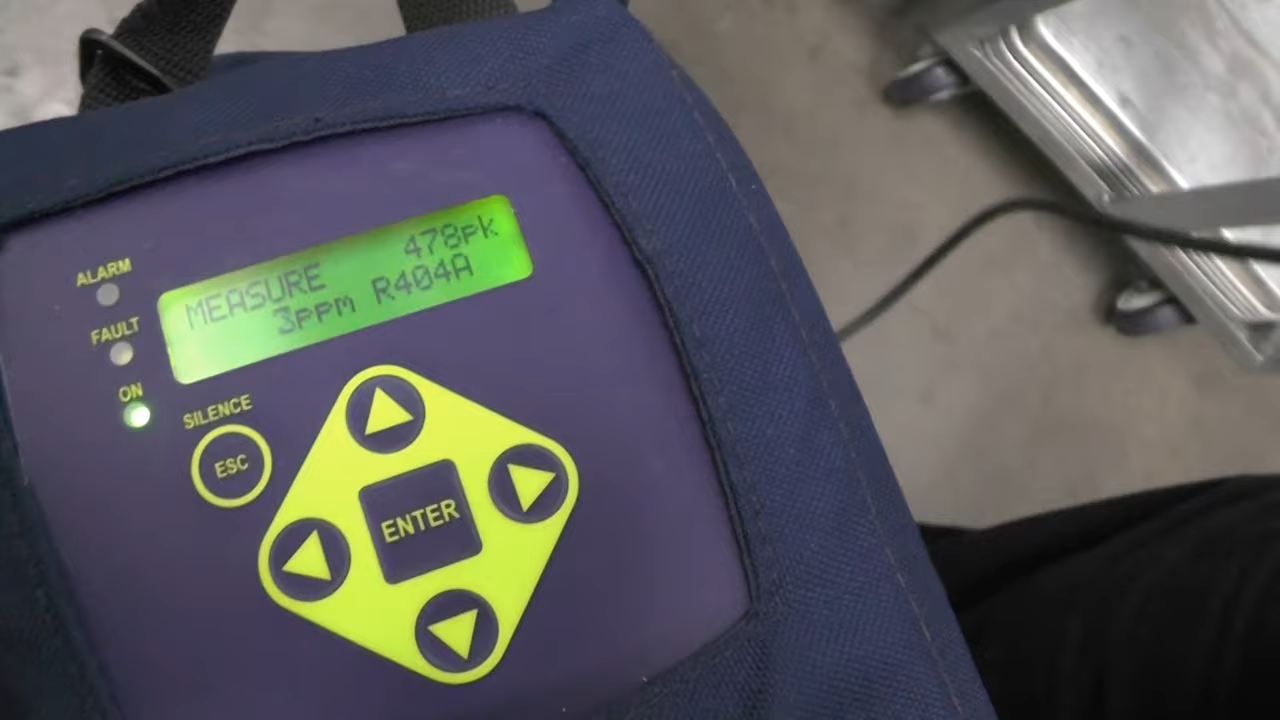 ALARM
FAULT
ON
478pk
MEASURE
3ppm R404A
SILENCE
ESC
ENTER